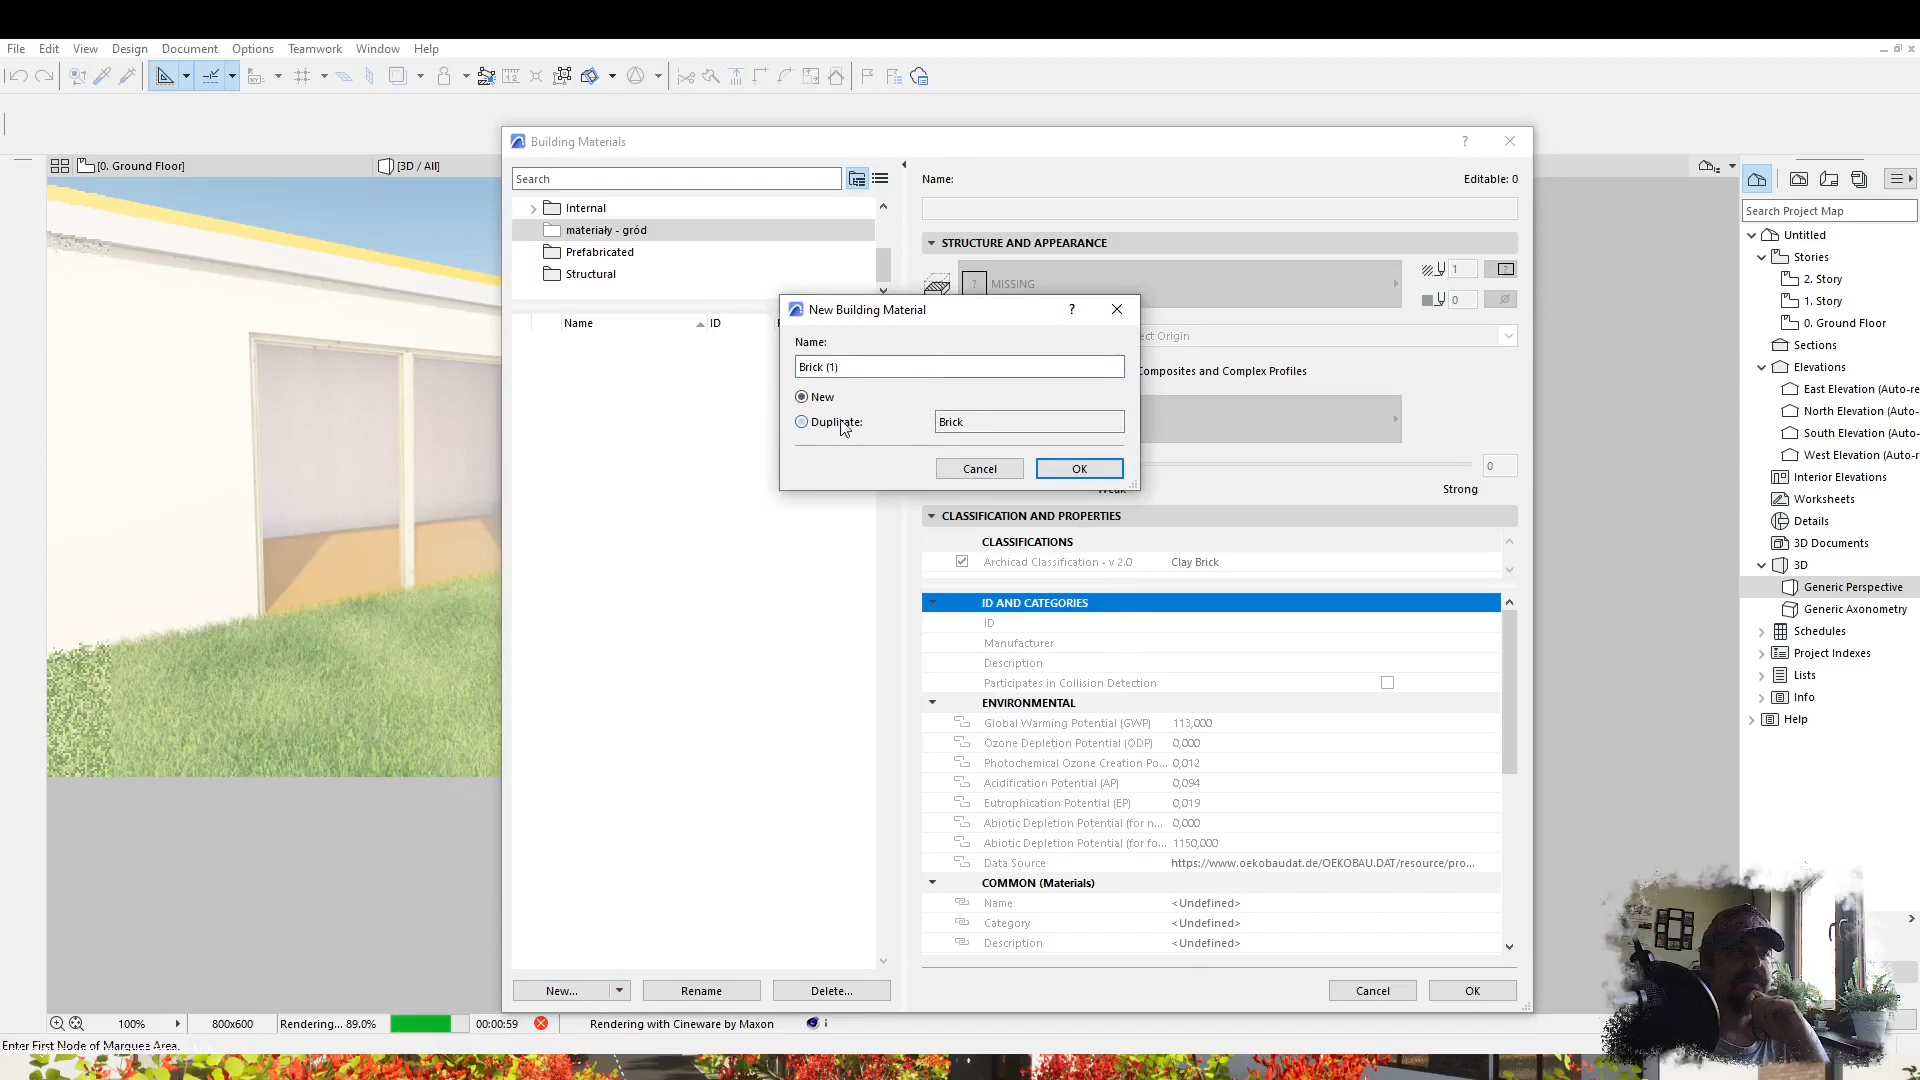 File Edit View Design Document Options Teamwork Window Help
[0. Ground Floor]
[3D / All]
Building Materials
?
Search
Name:
Editable: 0
Internal
materiały - gród
Prefabricated
Structural
STRUCTURE AND APPEARANCE
? MISSING
1
0
Name
ID
New Building Material
?
Name:
Brick (1)
New
Duplicate:
Brick
Cancel
OK
ect Origin
Composites and Complex Profiles
0
Weak
Strong
CLASSIFICATION AND PROPERTIES
CLASSIFICATIONS
Archicad Classification - v 2.0 Clay Brick
ID AND CATEGORIES
ID
Manufacturer
Description
Participates in Collision Detection
ENVIRONMENTAL
Global Warming Potential (GWP) 113,000
Ozone Depletion Potential (ODP) 0,000
Photochemical Ozone Creation Po... 0,012
Acidification Potential (AP) 0,094
Eutrophication Potential (EP) 0,019
Abiotic Depletion Potential (for n... 0,000
Abiotic Depletion Potential (for fo... 1150,000
Data Source https://www.oekobaudat.de/OEKOBAU.DAT/resource/pro...
COMMON (Materials)
Name <Undefined>
Category <Undefined>
Description <Undefined>
New...
Rename
Delete...
Cancel
OK
Search Project Map
Untitled
Stories
2. Story
1. Story
0. Ground Floor
Sections
Elevations
East Elevation (Auto-re
North Elevation (Auto-
South Elevation (Auto-
West Elevation (Auto-r
Interior Elevations
Worksheets
Details
3D Documents
3D
Generic Perspective
Generic Axonometry
Schedules
Project Indexes
Lists
Info
Help
100%
800x600
Rendering... 89.0%
00:00:59
Rendering with Cineware by Maxon
i
Enter First Node of Marquee Area.